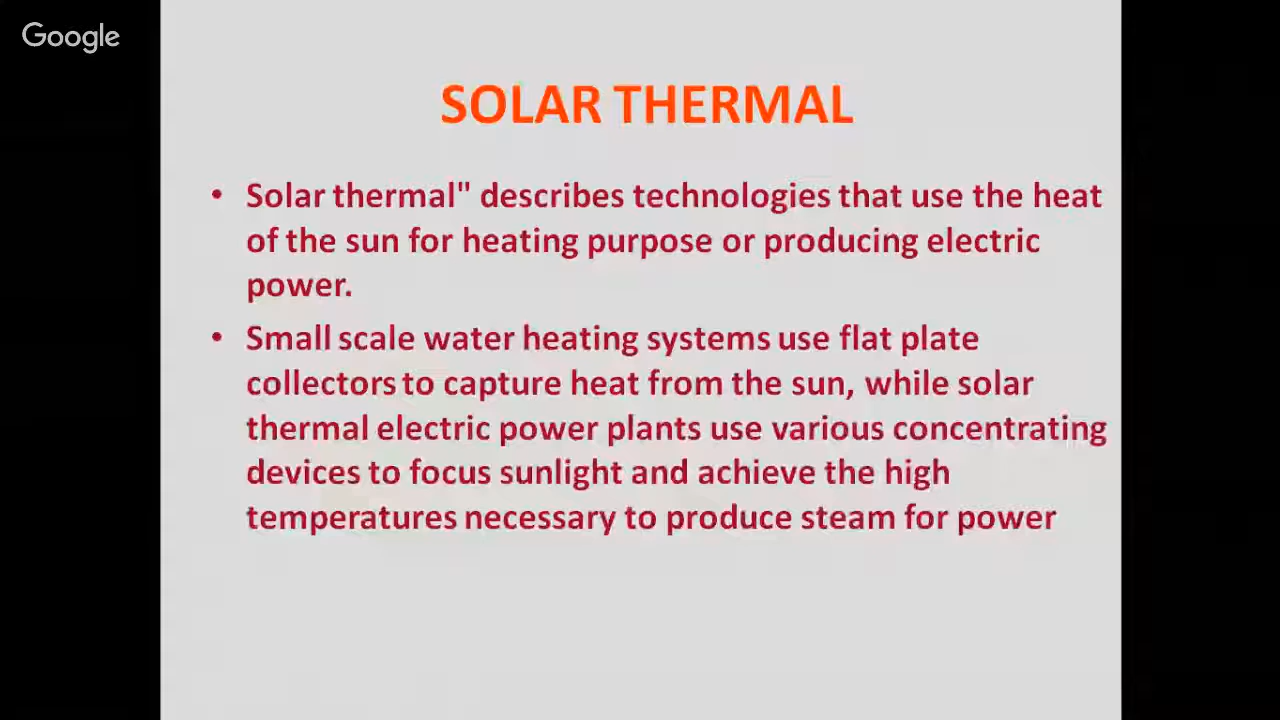 Google
SOLAR THERMAL
• Solar thermal" describes technologies that use the heat
of the sun for heating purpose or producing electric
power.
• Small scale water heating systems use flat plate
collectors to capture heat from the sun, while solar
thermal electric power plants use various concentrating
devices to focus sunlight and achieve the high
temperatures necessary to produce steam for power